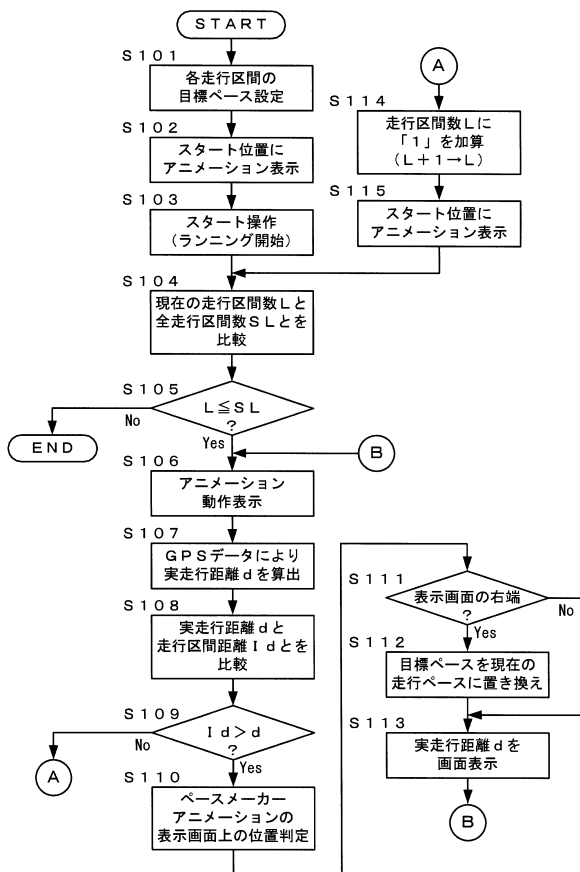 START
S101
各走行区間の
目標ペース設定
S102
スタート位置に
アニメーション表示
S103
スタート操作
(ランニング開始)
S104
現在の走行区間数Lと
全走行区間数SLとを
比較
S105
L≦SL
?
No
Yes
END
B
S106
アニメーション
動作表示
S107
GPSデータにより
実走行距離dを算出
S108
実走行距離dと
走行区間距離Idとを
比較
S109
Id>d
?
No
Yes
A
S110
ペースメーカー
アニメーションの
表示画面上の位置判定
A
S114
走行区間数Lに
「1」を加算
(L+1→L)
S115
スタート位置に
アニメーション表示
S111
表示画面の右端
?
No
Yes
S112
目標ペースを現在の
走行ペースに置き換え
S113
実走行距離dを
画面表示
B